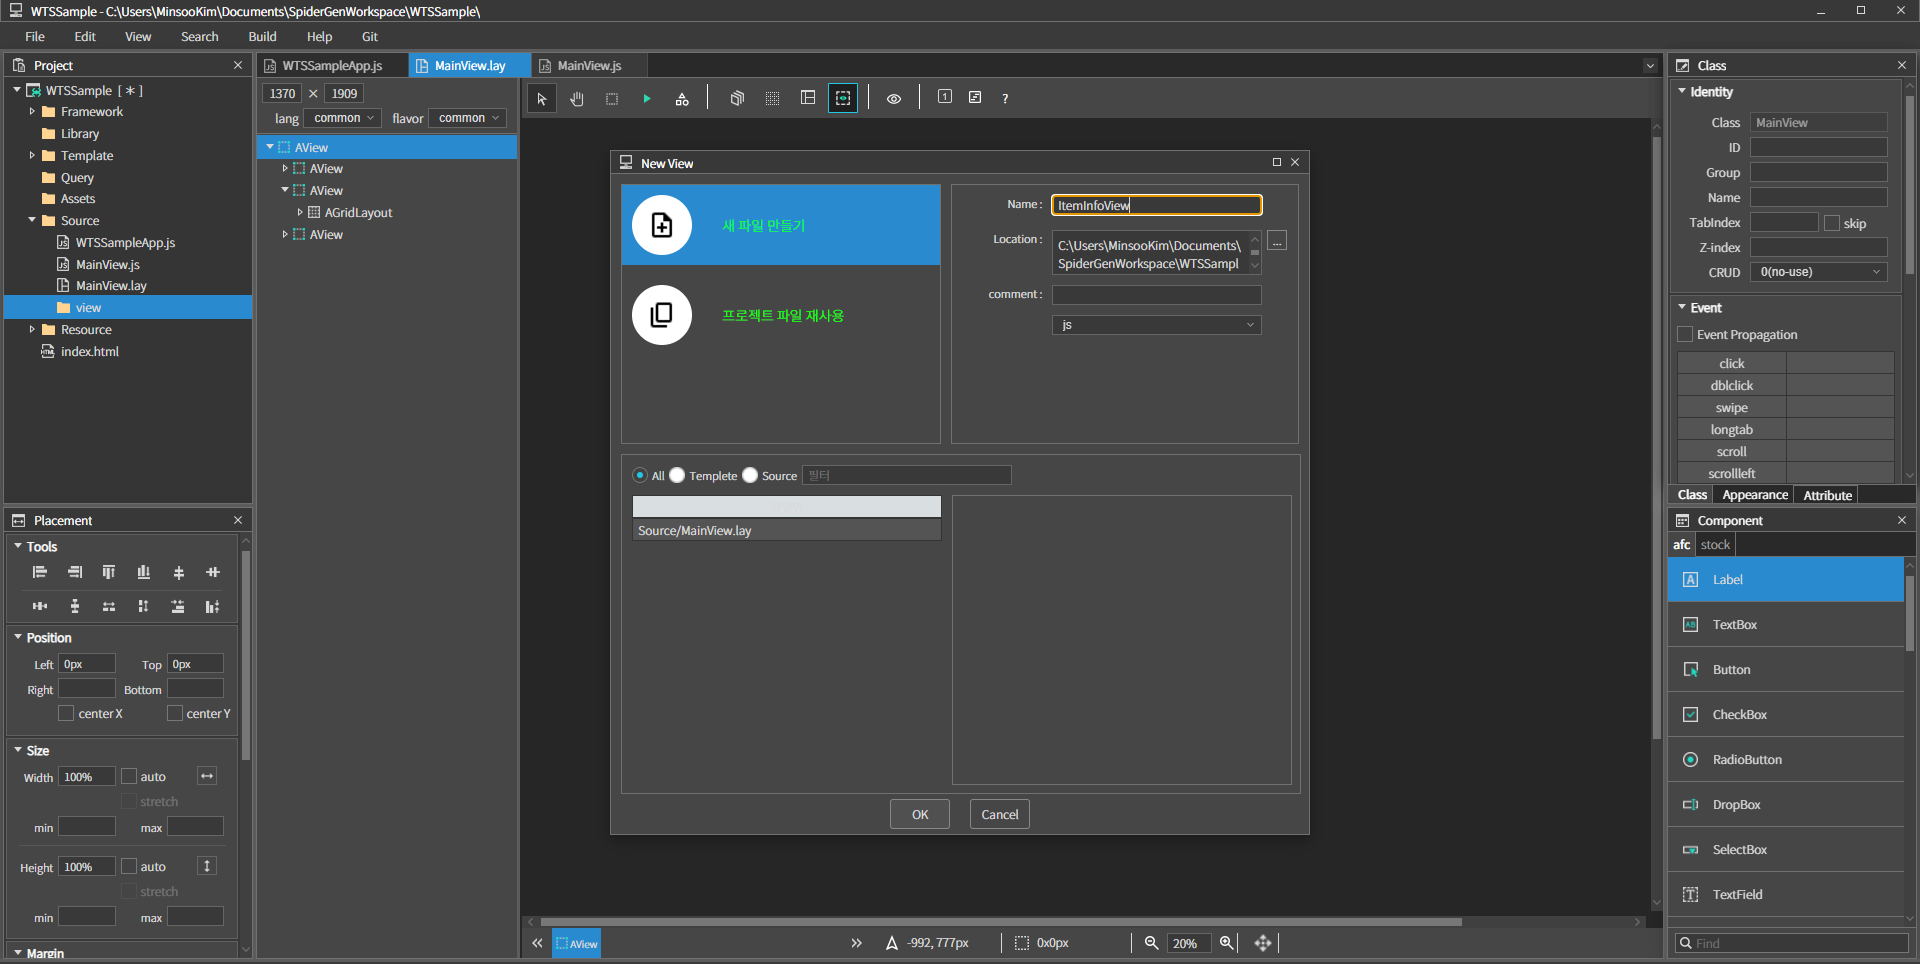 WTSSample - C:\Users\MinsooKim\Documents\SpiderGenWorkspace\WTSSample\
File Edit View Search Build Help Git
Project
WTSSample [ * ]
Framework
Library
Template
Query
Assets
Source
WTSSampleApp.js
MainView.js
MainView.lay
view
Resource
index.html
Placement
Tools
Position
Left 0px Top 0px
Right Bottom
center X center Y
Size
Width 100% auto
stretch
min max
Height 100% auto
stretch
min max
Margin
WTSSampleApp.js MainView.lay MainView.js
1370 × 1909
lang common flavor common
AView
AView
AView
AGridLayout
AView
1 ?
New View
새 파일 만들기
프로젝트 파일 재사용
Name : ItemInfoView
Location : C:\Users\MinsooKim\Documents\
SpiderGenWorkspace\WTSSampl
...
comment :
js
All Templete Source 필터
Source/MainView.lay
OK Cancel
AView
-992, 777px
0x0px
20%
Class
Identity
Class MainView
ID
Group
Name
TabIndex skip
Z-index
CRUD 0(no-use)
Event
Event Propagation
click
dblclick
swipe
longtab
scroll
scrollleft
Class Appearance Attribute
Component
afc stock
Label
TextBox
Button
CheckBox
RadioButton
DropBox
SelectBox
TextField
Find